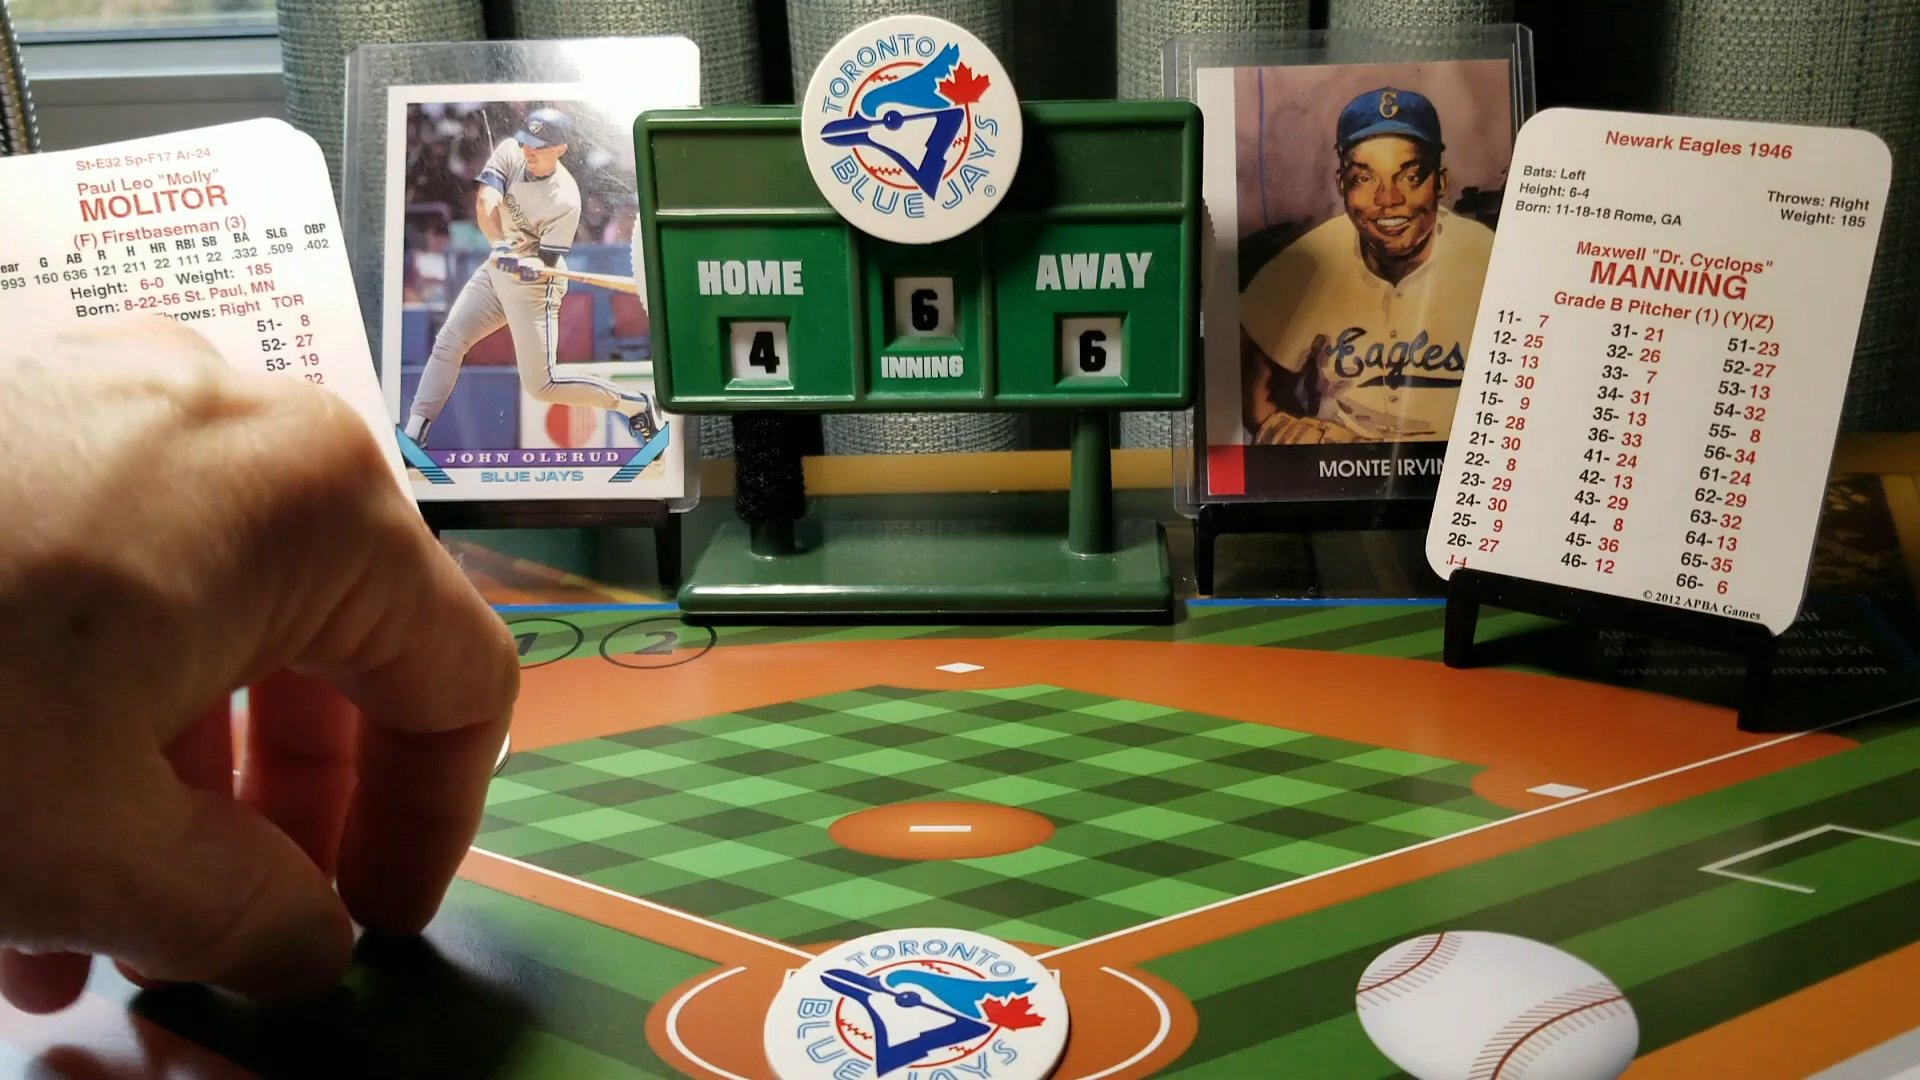 St-E32 Sp-F17 Ar-24
Paul Leo "Molly"
MOLITOR
(F) Firstbaseman (3)
G AB R H HR RBI SB BA SLG OBP
993 160 636 121 211 22 111 22 .332 .509 .402
Height: 6-0 Weight: 185
Born: 8-22-56 St. Paul, MN
Throws: Right TOR
51- 8
52- 27
53- 19
32
JOHN OLERUD
BLUE JAYS
TORONTO
BLUE JAYS®
HOME
AWAY
4
6
6
INNING
Eagles
MONTE IRVIN
Newark Eagles 1946
Bats: Left
Throws: Right
Height: 6-4
Weight: 185
Born: 11-18-18 Rome, GA
Maxwell "Dr. Cyclops"
MANNING
Grade B Pitcher (1) (Y)(Z)
11- 7 31- 21 51- 23
12- 25 32- 26 52- 27
13- 13 33- 7 53- 13
14- 30 34- 31 54- 32
15- 9 35- 13 55- 8
16- 28 36- 33 56- 34
21- 30 41- 24 61- 24
22- 8 42- 13 62- 29
23- 29 43- 29 63- 32
24- 30 44- 8 64- 13
25- 9 45- 36 65- 35
26- 27 46- 12 66- 6
J-4
© 2012 APBA Games
1 2
TORONTO
BLUE JAYS